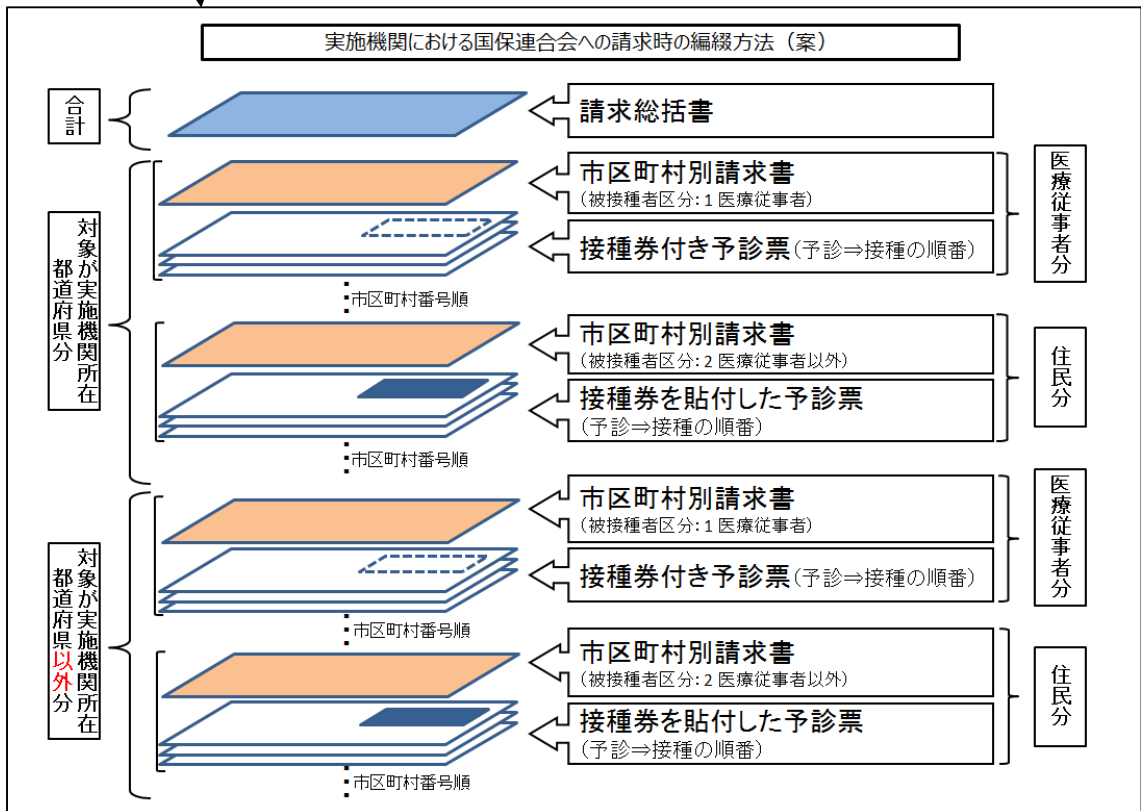 実施機関における国保連合会への請求時の編綴方法（案）
合計
請求総括書
対象が実施機関所在
都道府県分
市区町村別請求書
(被接種者区分：1 医療従事者)
接種券付き予診票(予診⇒接種の順番)
医療従事者分
市区町村番号順
市区町村別請求書
(被接種者区分：2 医療従事者以外)
接種券を貼付した予診票
(予診⇒接種の順番)
住民分
市区町村番号順
対象が実施機関所在
都道府県以外分
市区町村別請求書
(被接種者区分：1 医療従事者)
接種券付き予診票(予診⇒接種の順番)
医療従事者分
市区町村番号順
市区町村別請求書
(被接種者区分：2 医療従事者以外)
接種券を貼付した予診票
(予診⇒接種の順番)
住民分
市区町村番号順